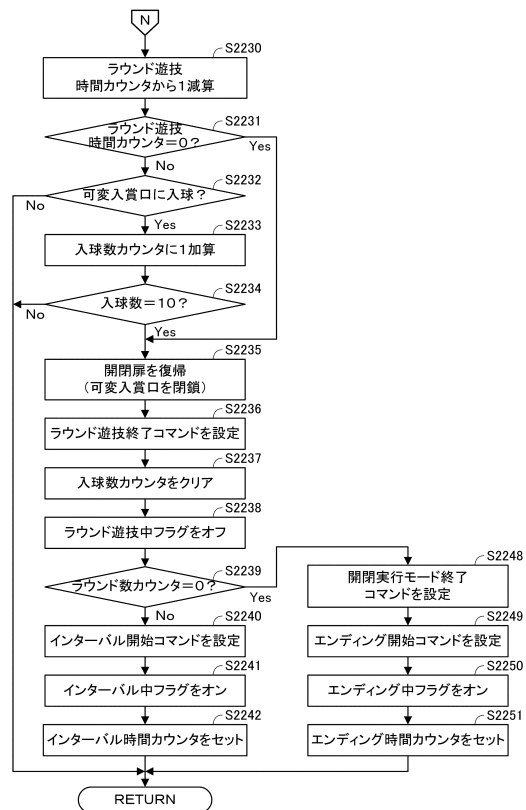 N
S2230
ラウンド遊技
時間カウンタから1減算
S2231
ラウンド遊技
時間カウンタ=0?
Yes
No
S2232
可変入賞口に入球?
No
Yes
S2233
入球数カウンタに1加算
S2234
入球数=10?
No
Yes
S2235
開閉扉を復帰
(可変入賞口を閉鎖)
S2236
ラウンド遊技終了コマンドを設定
S2237
入球数カウンタをクリア
S2238
ラウンド遊技中フラグをオフ
S2239
ラウンド数カウンタ=0?
Yes
No
S2240
インターバル開始コマンドを設定
S2241
インターバル中フラグをオン
S2242
インターバル時間カウンタをセット
S2248
開閉実行モード終了
コマンドを設定
S2249
エンディング開始コマンドを設定
S2250
エンディング中フラグをオン
S2251
エンディング時間カウンタをセット
RETURN